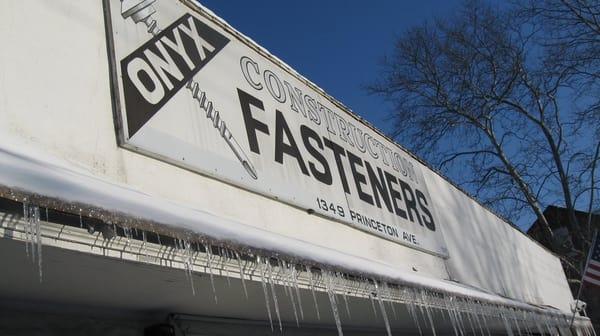 ONYX
CONSTRUCTION
FASTENERS
1349 PRINCETON AVE.